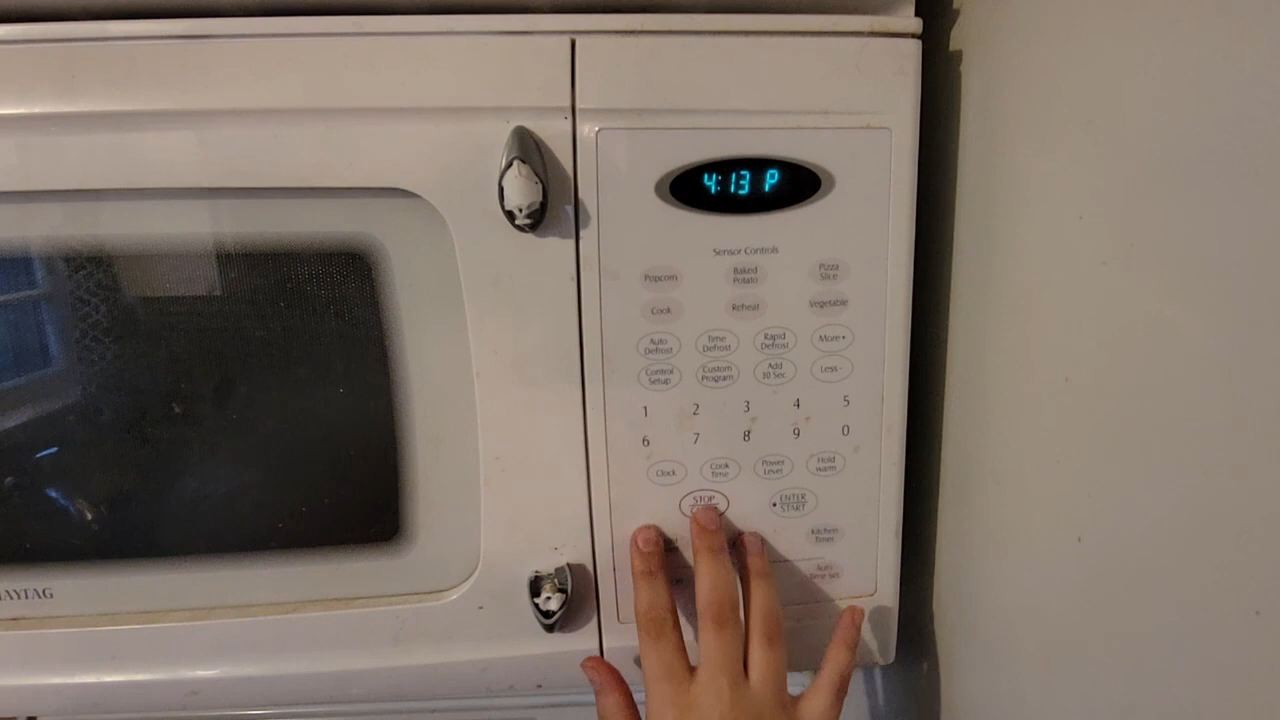 4:13 P
Sensor Controls
Popcorn
Baked
Potato
Pizza
Slice
Cook
Reheat
Vegetable
Auto
Defrost
Time
Defrost
Rapid
Defrost
More+
Control
Setup
Custom
Program
Add
30 Sec.
Less-
1 2 3 4 5
6 7 8 9 0
Clock
Cook
Time
Power
Level
Hold
warm
STOP
ENTER
START
Kitchen
Timer
Auto
Time Set
AYTAG